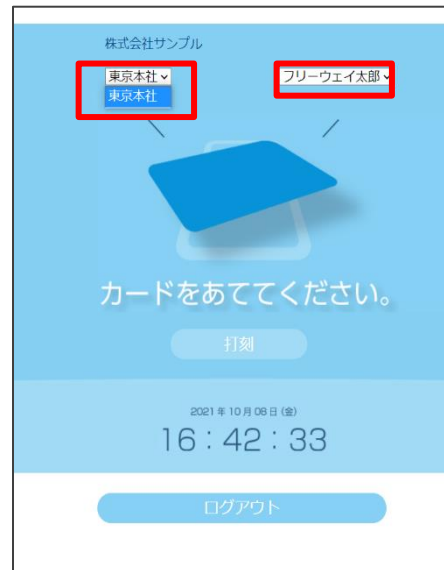 株式会社サンプル
東京本社 フリーウェイ太郎
東京本社
カードをあててください。
打刻
2021年10月08日(金)
16:42:33
ログアウト